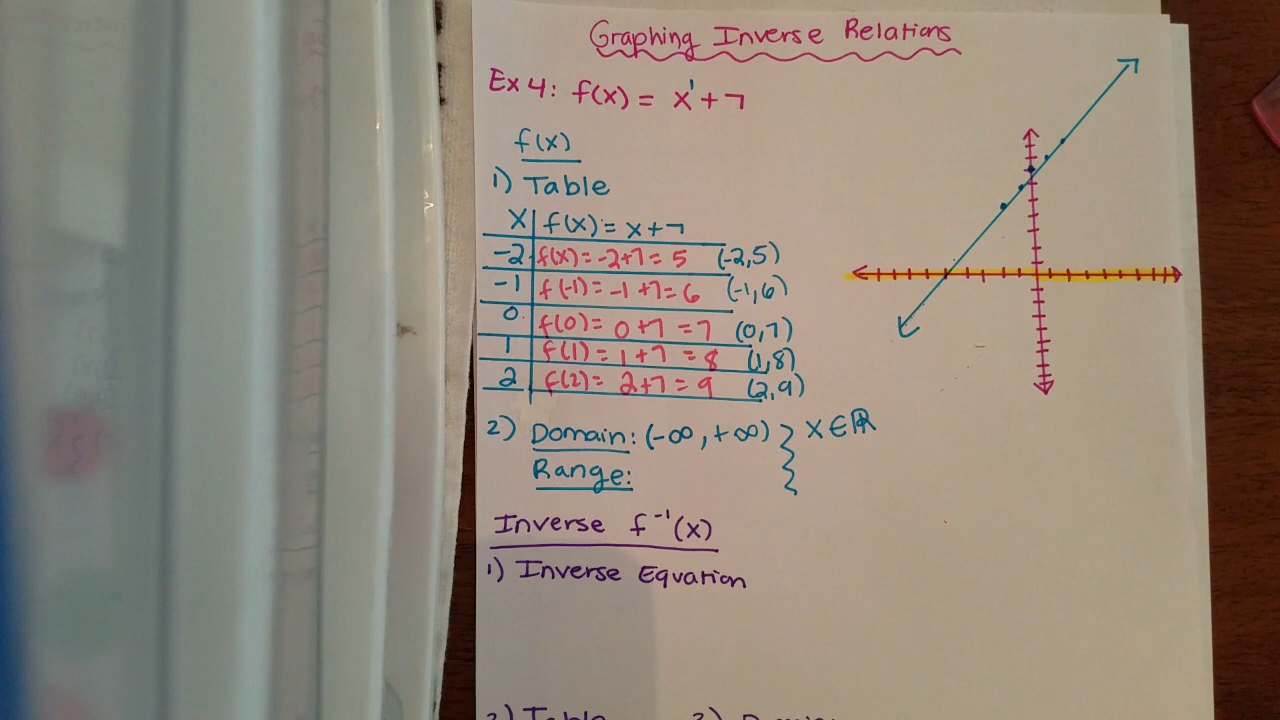 Graphing Inverse Relations
Ex 4: f(x) = x¹ + 7
f(x)
1) Table
x | f(x) = x + 7
-2 | f(x) = -2+7 = 5 (-2,5)
-1 | f(-1) = -1 +7 = 6 (-1,6)
0 | f(0) = 0+7 = 7 (0,7)
1 | f(1) = 1+7 = 8 (1,8)
2 | f(2) = 2+7 = 9 (2,9)
2) Domain: (-∞, +∞) } x ∈ ℝ
Range:
Inverse f⁻¹(x)
1) Inverse Equation